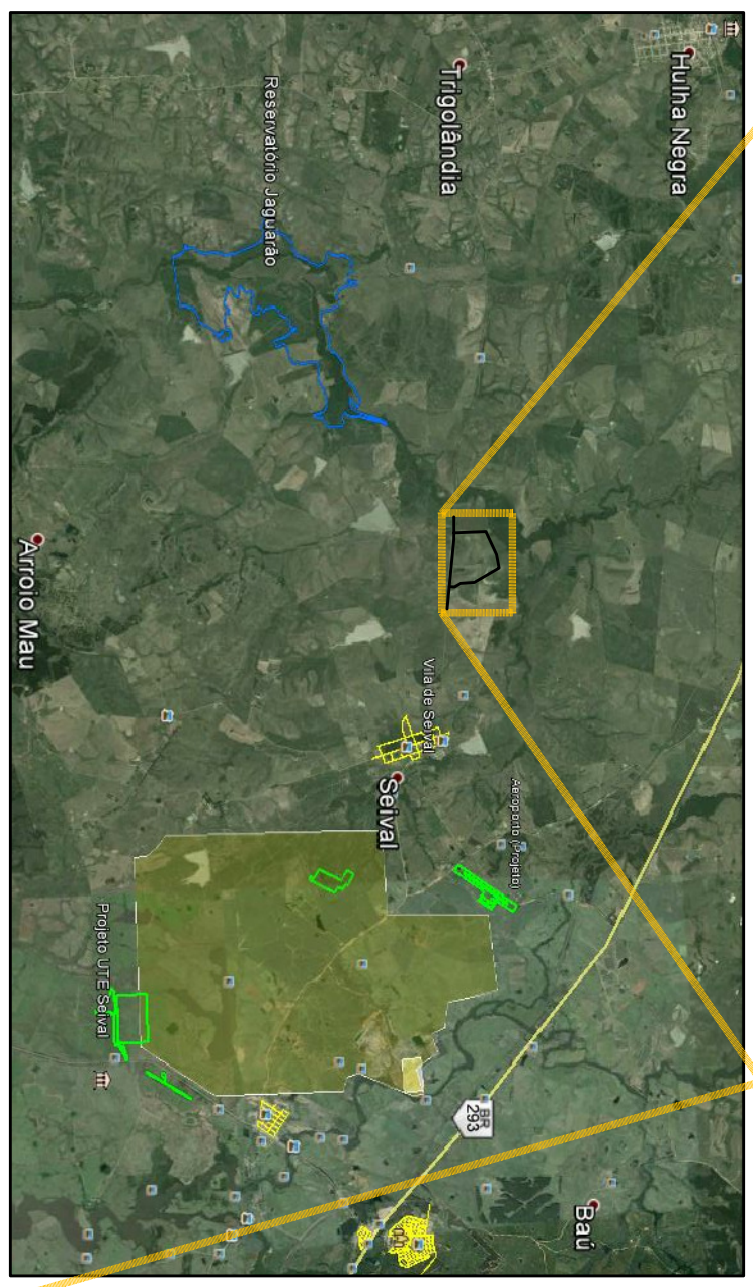 Hulha Negra
Trigolândia
Reservatório Jaguarão
Arroio Mau
Vila de Seival
Seival
Aeroporto (Projeto)
Projeto UTE Seival
BR
293
Baú